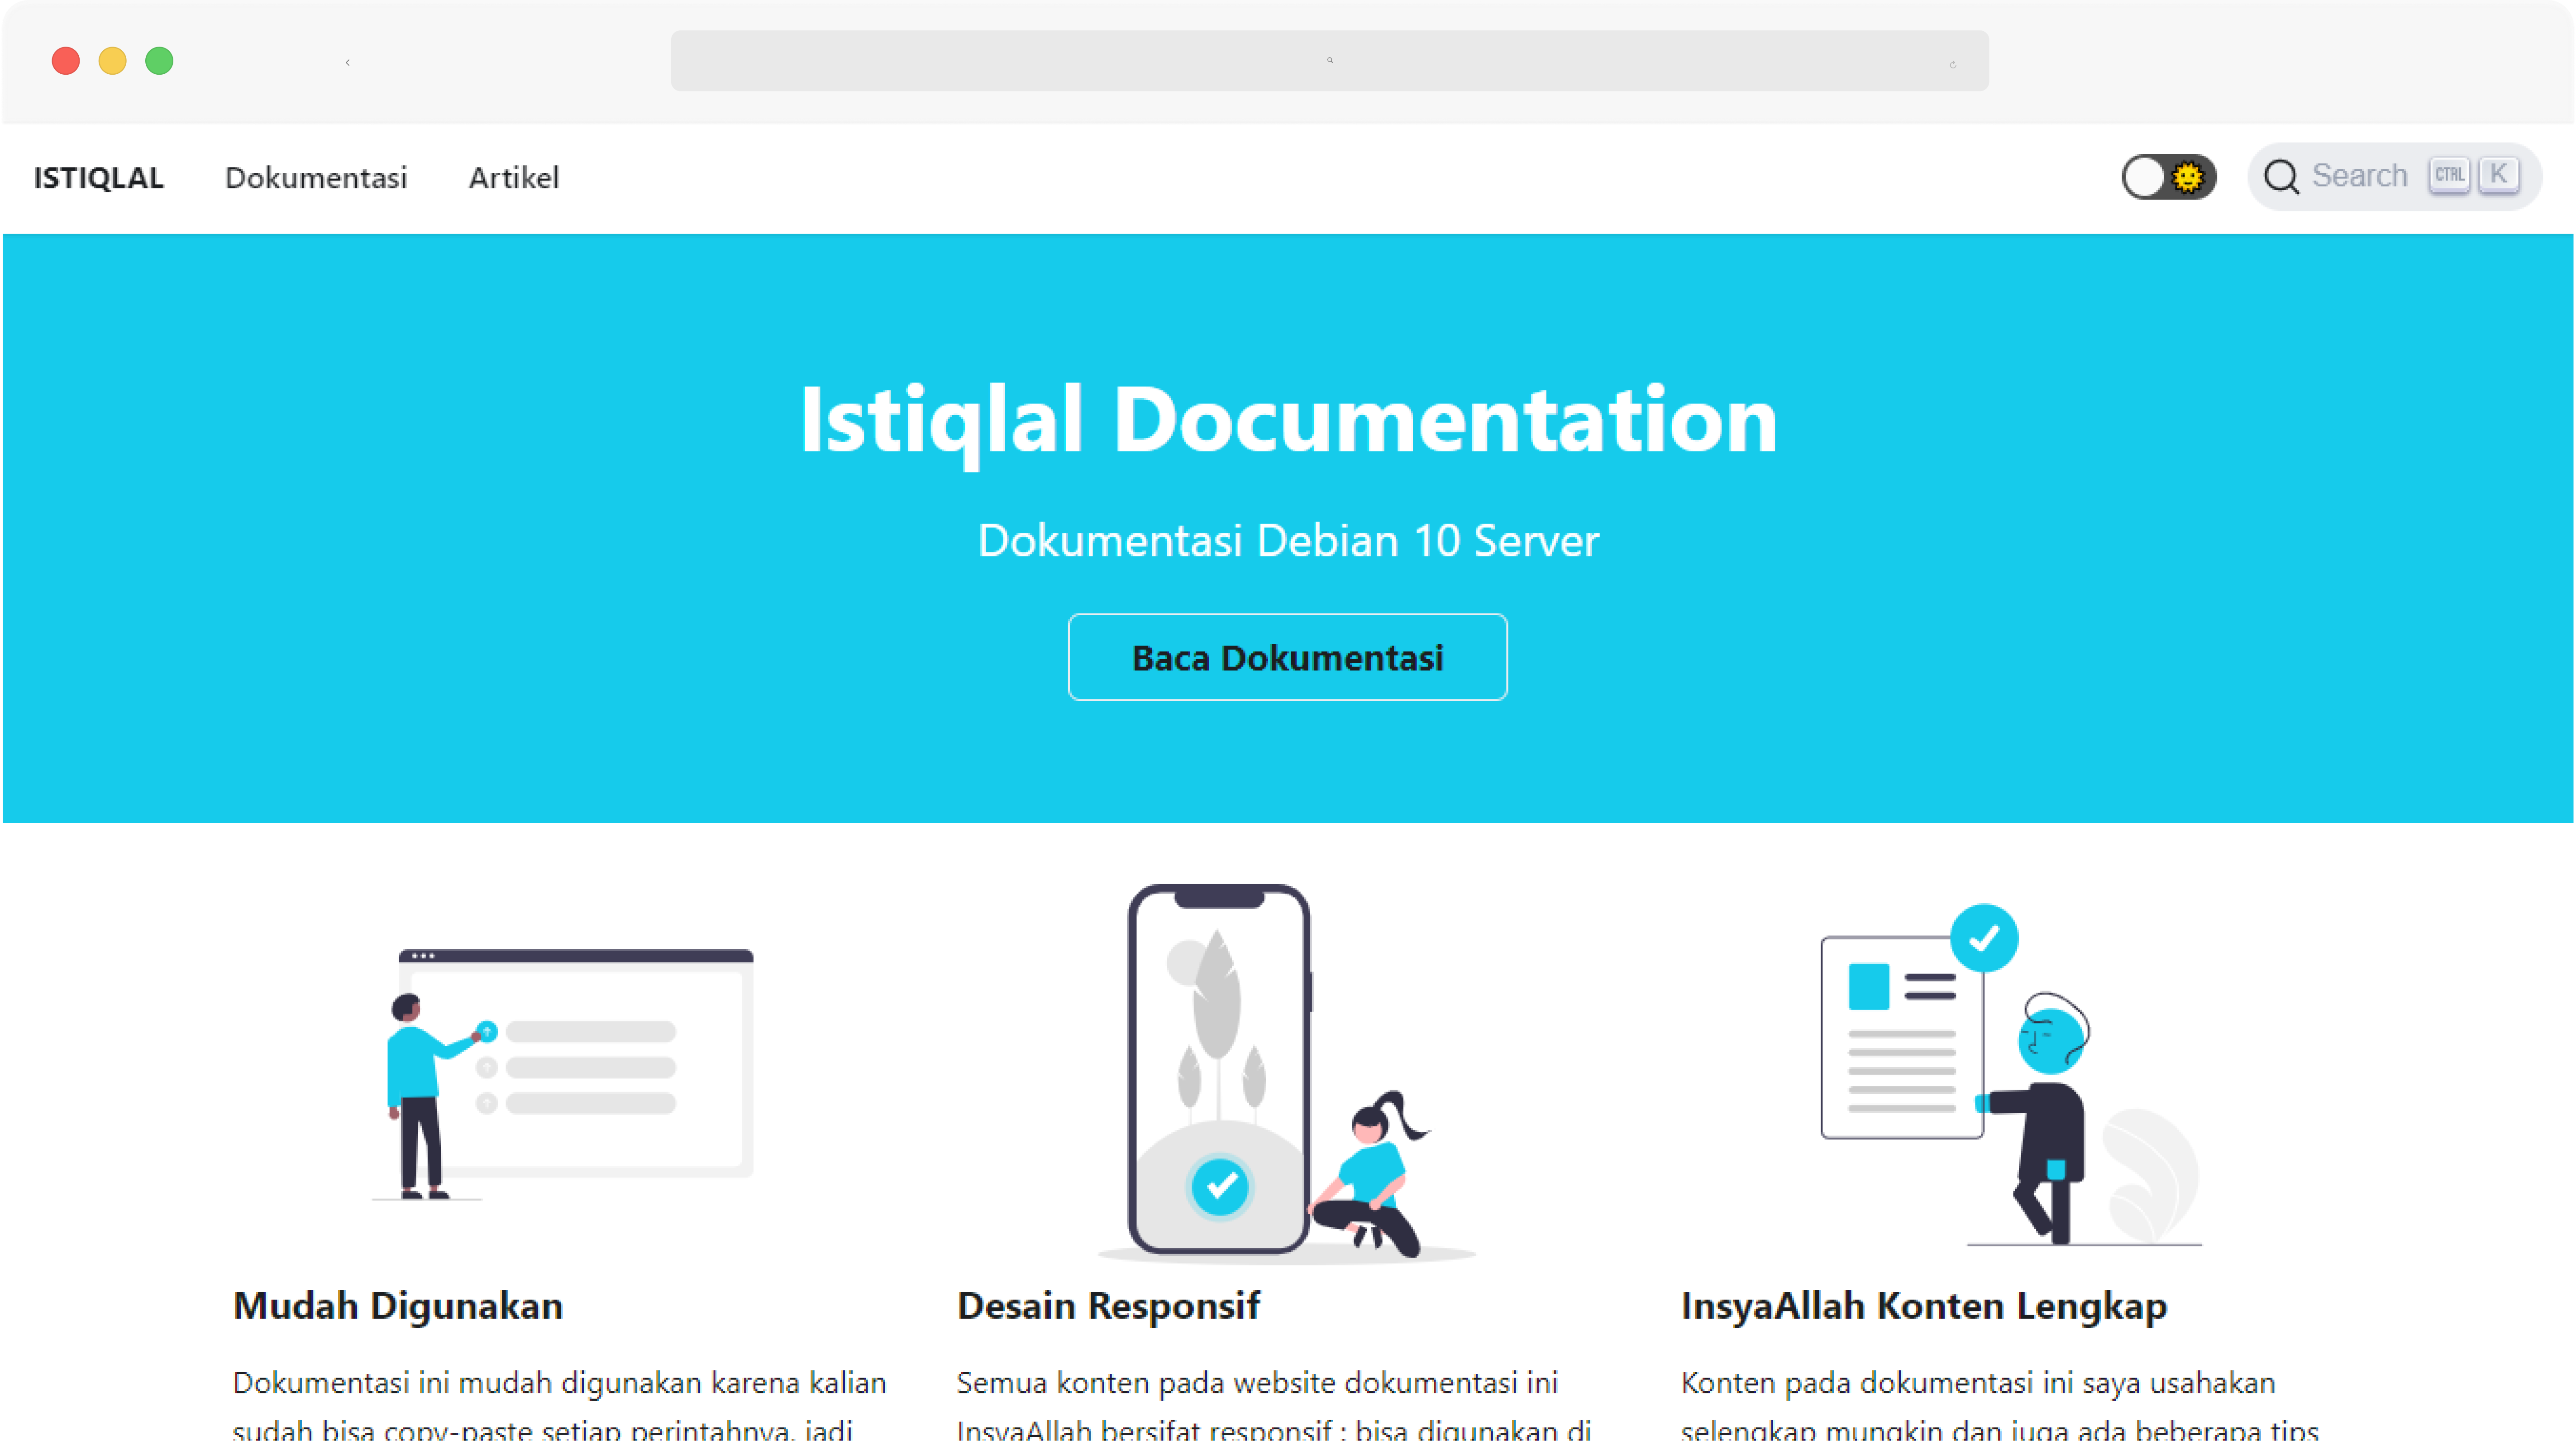 ISTIQLAL Dokumentasi Artikel Search CTRL K
Istiqlal Documentation
Dokumentasi Debian 10 Server
Baca Dokumentasi
Mudah Digunakan
Dokumentasi ini mudah digunakan karena kalian
sudah bisa copy-paste setiap perintahnya, jadi
Desain Responsif
Semua konten pada website dokumentasi ini
InsyaAllah bersifat responsif : bisa digunakan di
InsyaAllah Konten Lengkap
Konten pada dokumentasi ini saya usahakan
selengkap mungkin dan juga ada beberapa tips